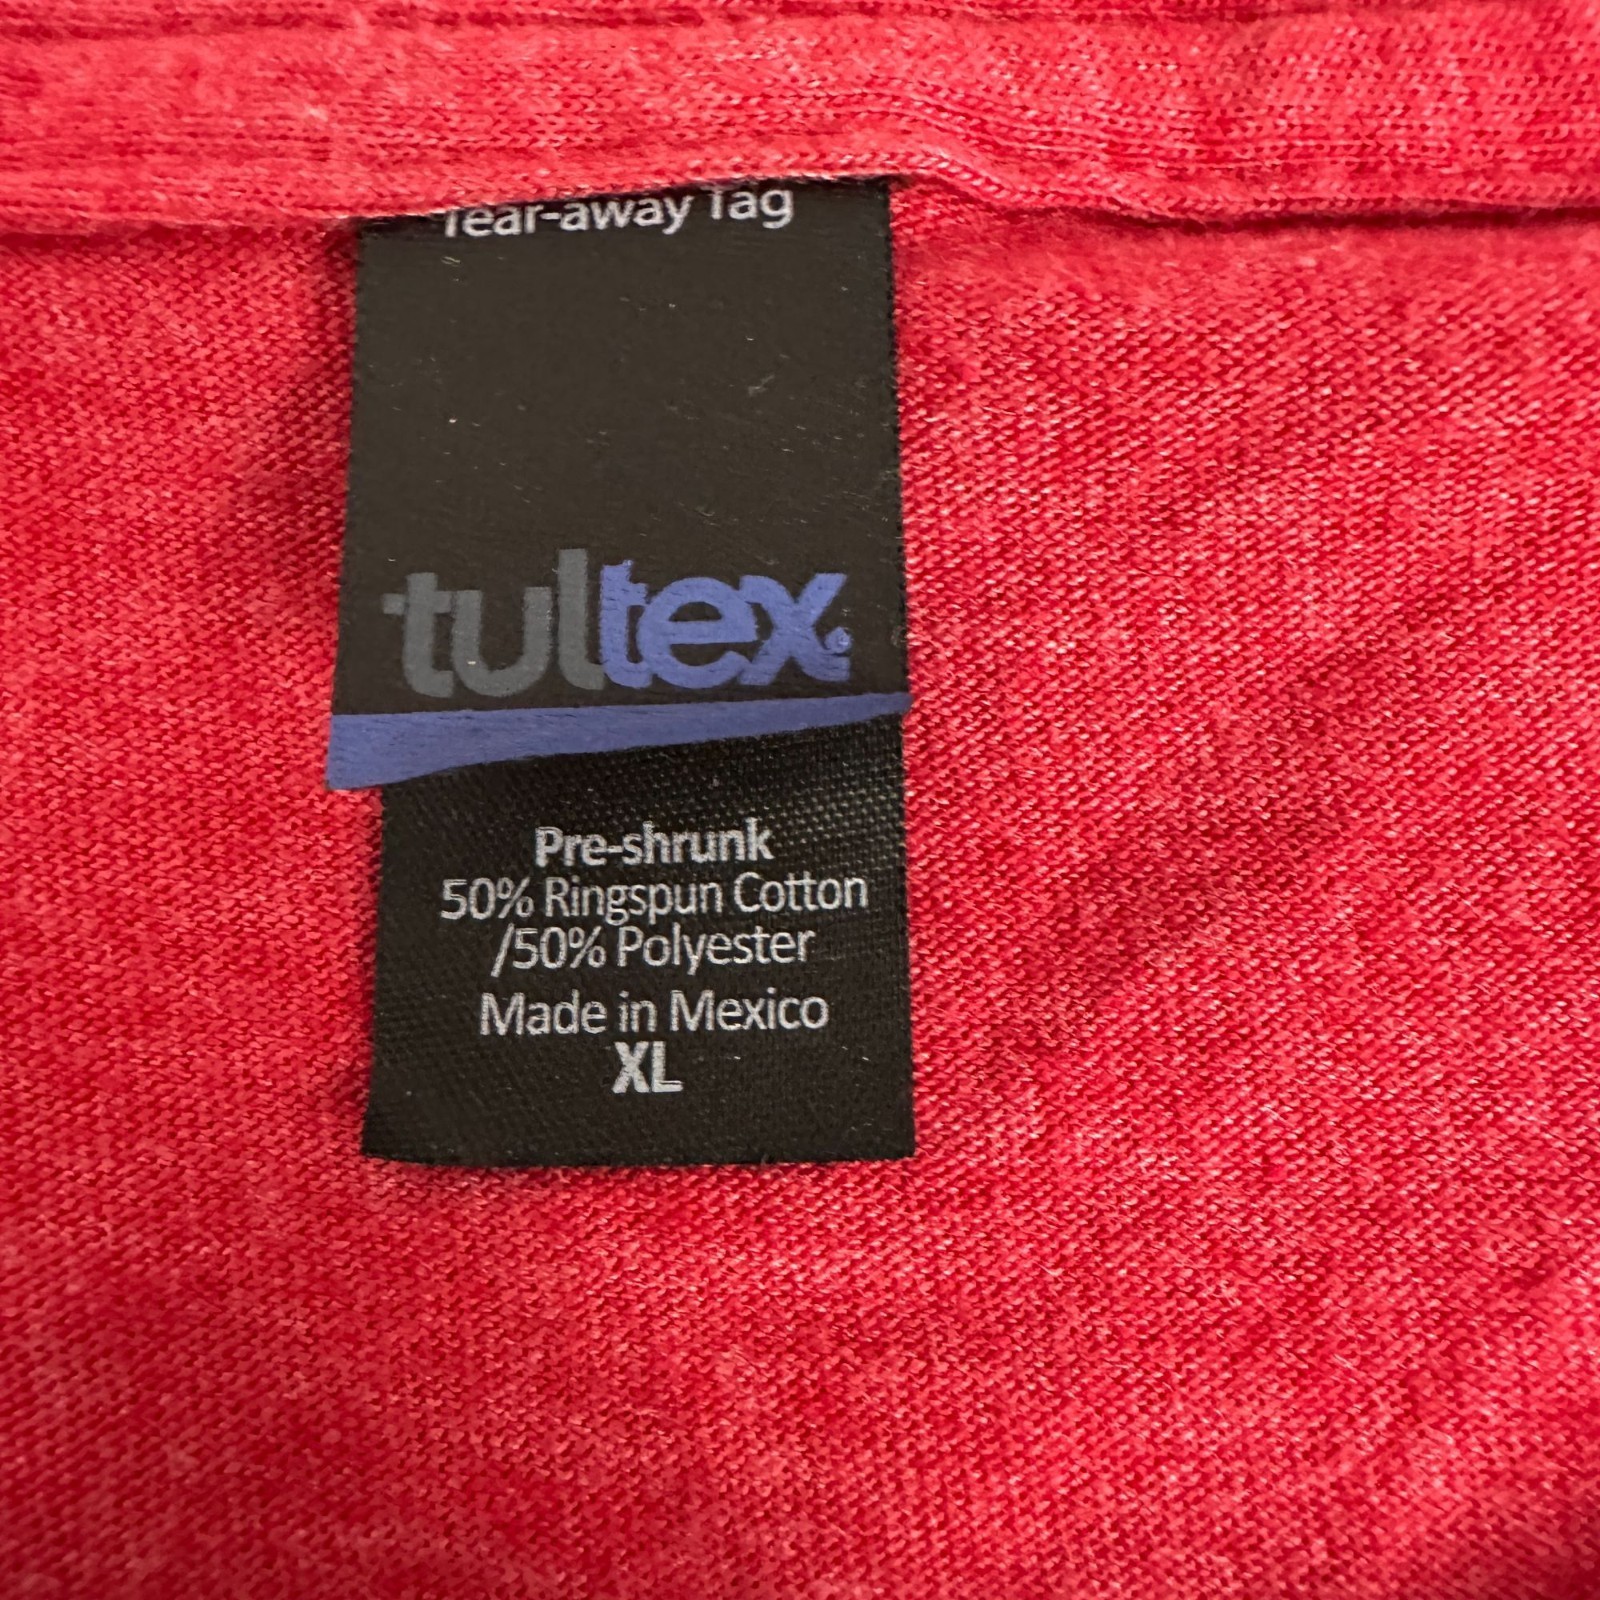 Tear-away Tag
tultex
Pre-shrunk
50% Ringspun Cotton
/50% Polyester
Made in Mexico
XL